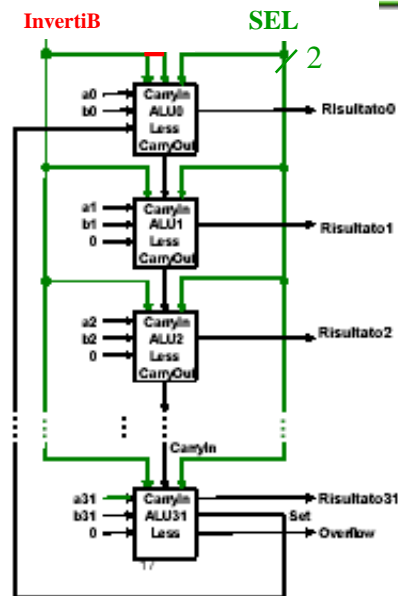 InvertiB SEL
2
a0 CarryIn
b0 ALU0 Risultato0
Less
CarryOut
a1 CarryIn
b1 ALU1 Risultato1
0 Less
CarryOut
a2 CarryIn
b2 ALU2 Risultato2
0 Less
CarryOut
CarryIn
a31 CarryIn Risultato31
b31 ALU31 Set
0 Less Overflow
17